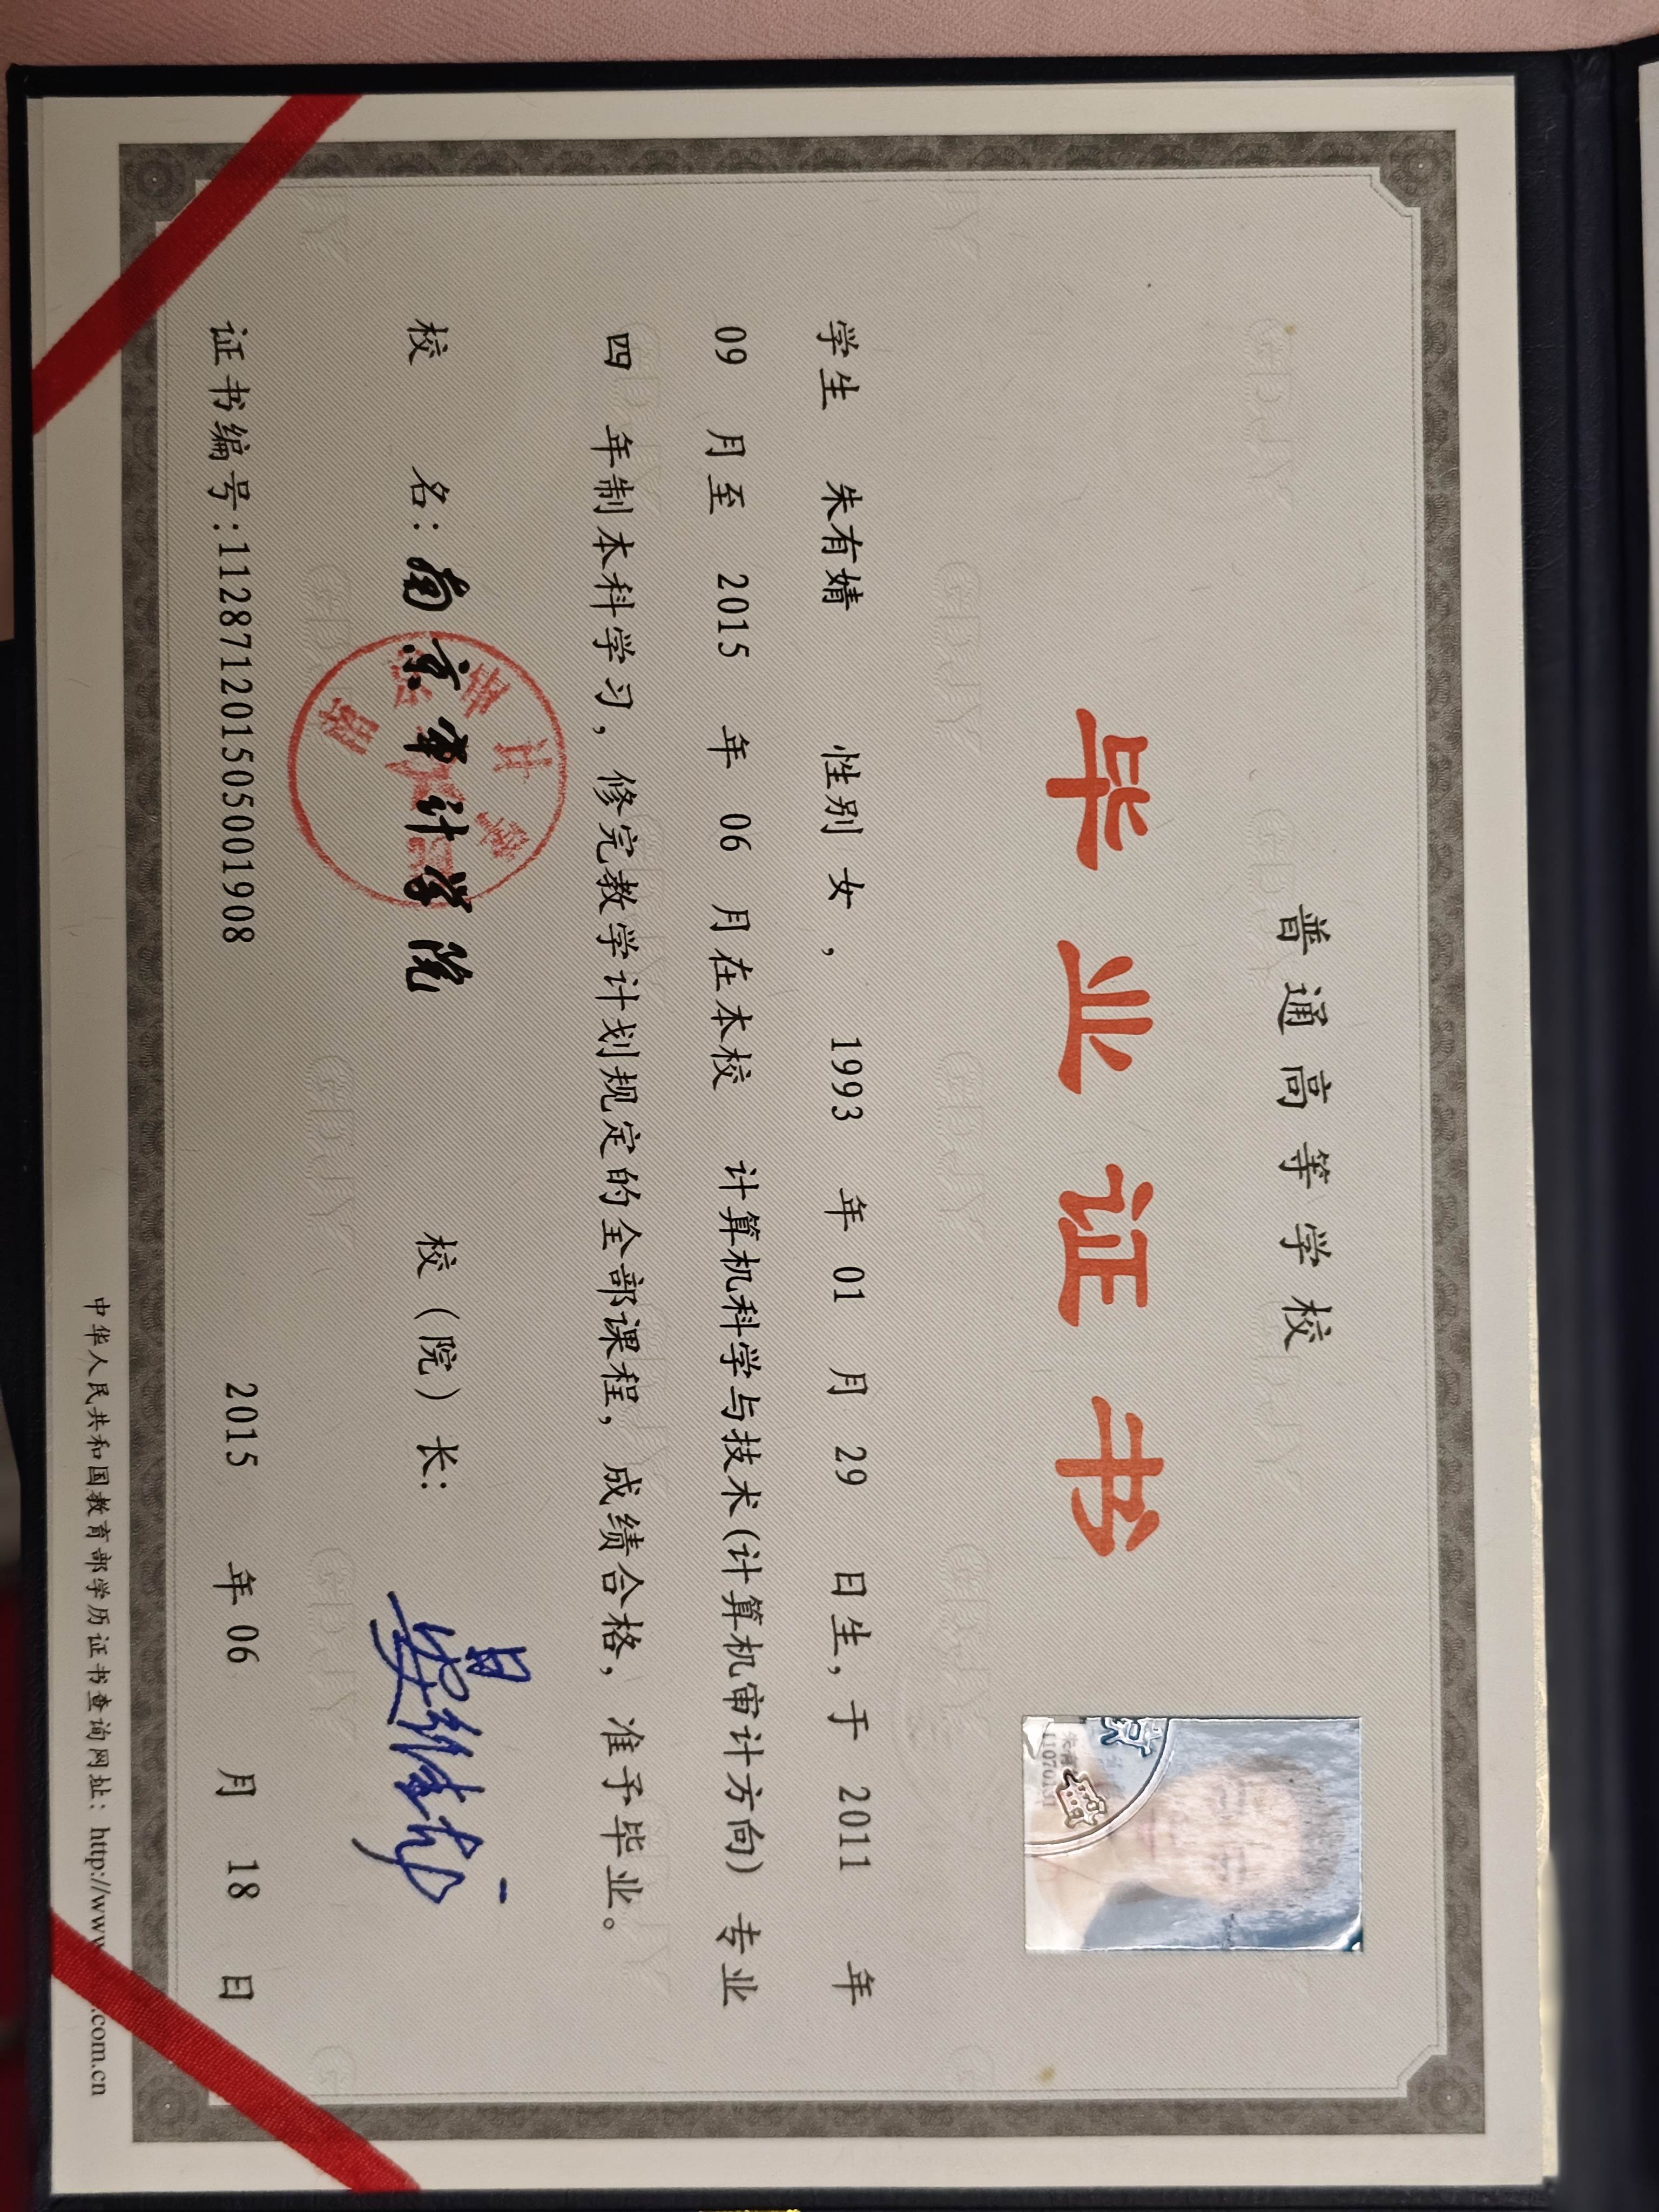 普通高等学校
毕业证书
学生 朱有婧 性别 女 , 1993 年 01 月 29 日生，于 2011 年
09 月至 2015 年 06 月在本校 计算机科学与技术(计算机审计方向) 专业
四 年制本科学习，修完教学计划规定的全部课程，成绩合格，准予毕业。
校 名：南京审计学院 校（院）长：
证书编号:112871201505001908 2015 年 06 月 18 日
中华人民共和国教育部学历证书查询网址：http://www .com.cn